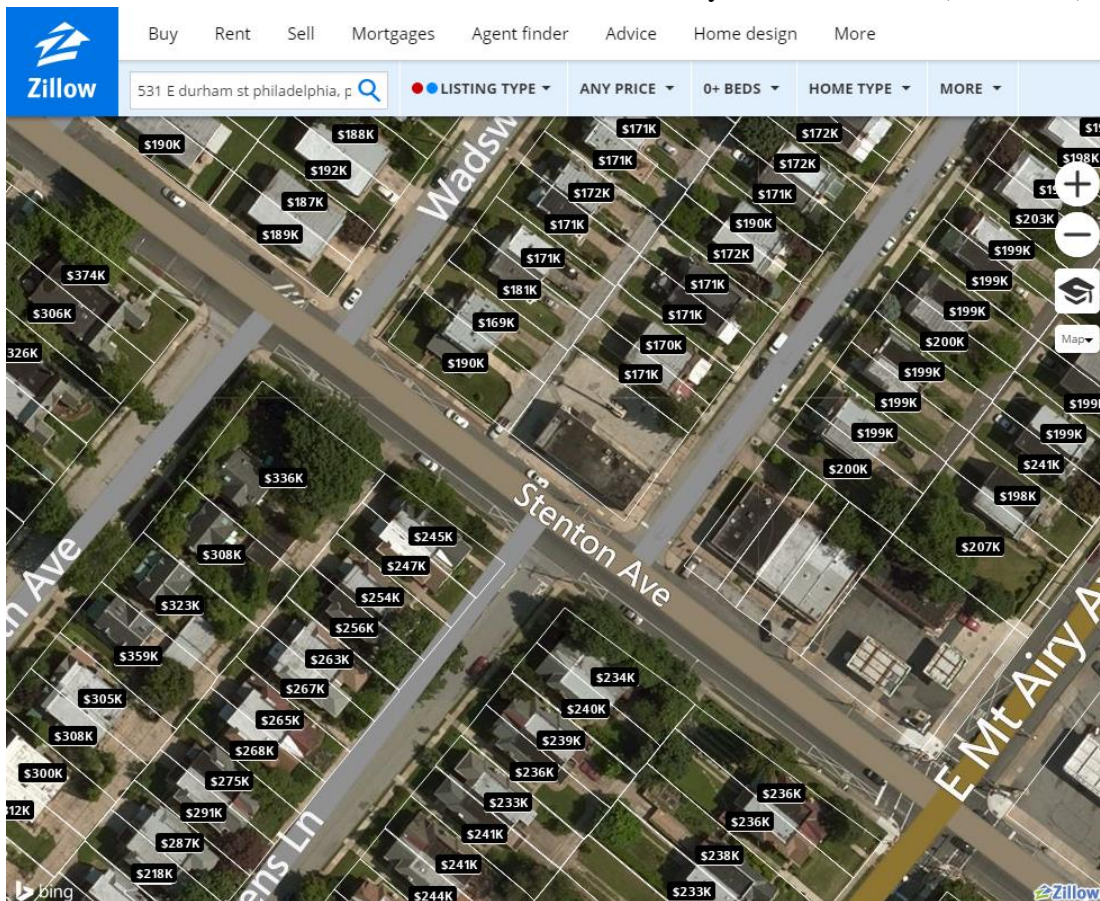 Buy Rent Sell Mortgages Agent finder Advice Home design More
Zillow
531 E durham st philadelphia, p
LISTING TYPE ANY PRICE 0+ BEDS HOME TYPE MORE
$190K
$188K
$171K
$172K
$192K
$171K
$172K
$198K
$187K
$172K
$171K
Wadsw
$189K
$171K
$190K
$203K
$374K
$171K
$172K
$199K
$306K
$181K
$171K
$199K
$169K
$171K
$199K
326K
$190K
$170K
$200K
Map
$171K
$199K
$199K
$199K
$199K
$200K
$241K
$336K
$198K
Stenton Ave
$245K
$308K
$247K
$207K
$323K
$254K
$256K
$359K
$263K
E Mt Airy A
$305K
$267K
$234K
$308K
$265K
$240K
$268K
$239K
$300K
$275K
$236K
$291K
$233K
$236K
$287K
$241K
$236K
$218K
$241K
$238K
$244K
$233K
ens Ln
bing
Zillow